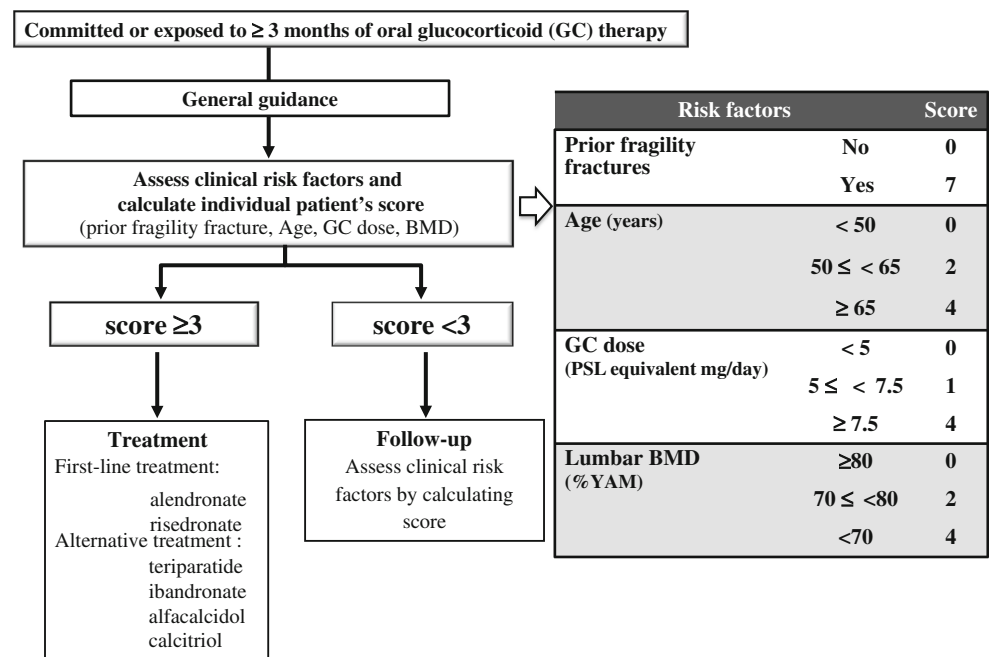 Committed or exposed to ≥ 3 months of oral glucocorticoid (GC) therapy
General guidance
Assess clinical risk factors and
calculate individual patient's score
(prior fragility fracture, Age, GC dose, BMD)
score ≥3
score <3
Treatment
First-line treatment:
alendronate
risedronate
Alternative treatment :
teriparatide
ibandronate
alfacalcidol
calcitriol
Follow-up
Assess clinical risk
factors by calculating
score
Risk factors Score
Prior fragility No 0
fractures
Yes 7
Age (years) < 50 0
50 ≤ < 65 2
≥ 65 4
GC dose < 5 0
(PSL equivalent mg/day)
5 ≤ < 7.5 1
≥ 7.5 4
Lumbar BMD ≥80 0
(%YAM)
70 ≤ <80 2
<70 4